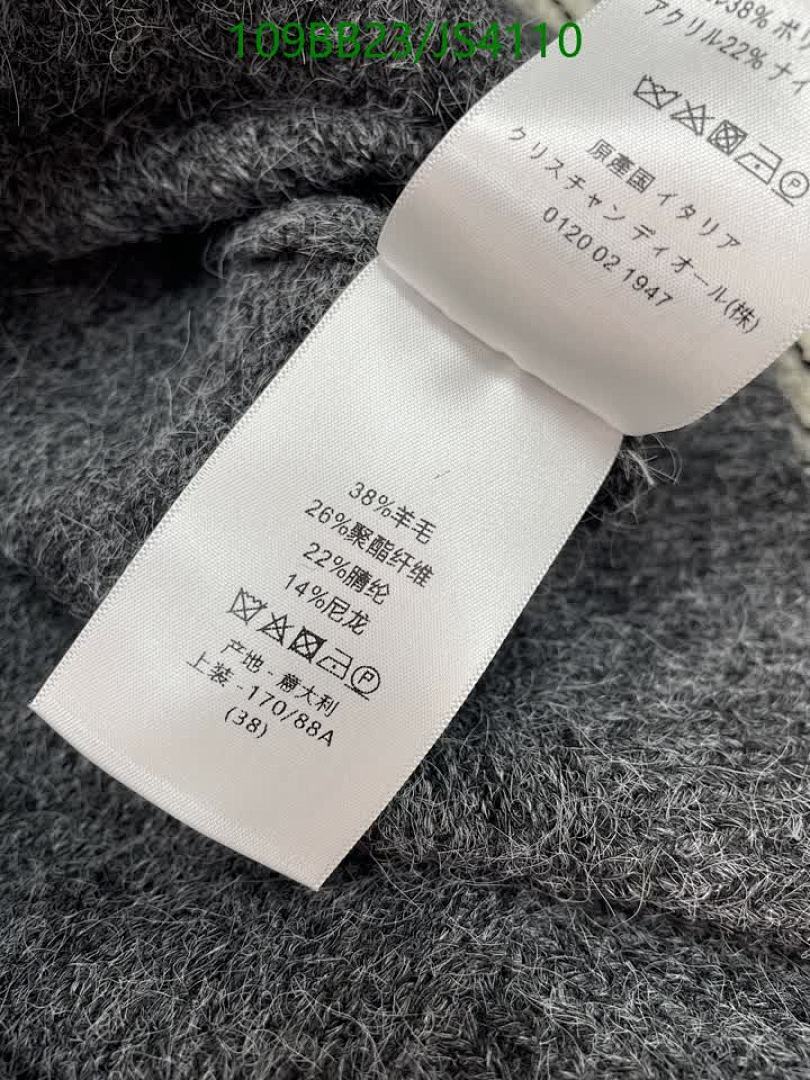 109BB23/JS4110
38% ポリ
アクリル22% ナイ
原產国 イタリア
クリスチャン ディオール(株)
0120 02 1947
38%羊毛
26%聚酯纤维
22%腈纶
14%尼龙
P
产地 - 意大利
上装 -170/88A
(38)